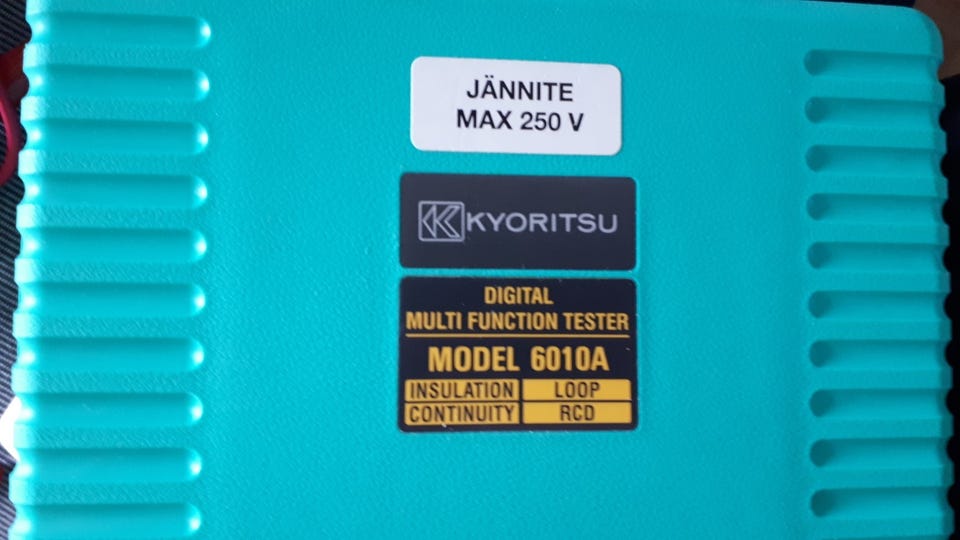 JÄNNITE
MAX 250 V
KYORITSU
DIGITAL
MULTI FUNCTION TESTER
MODEL 6010A
INSULATION LOOP
CONTINUITY RCD